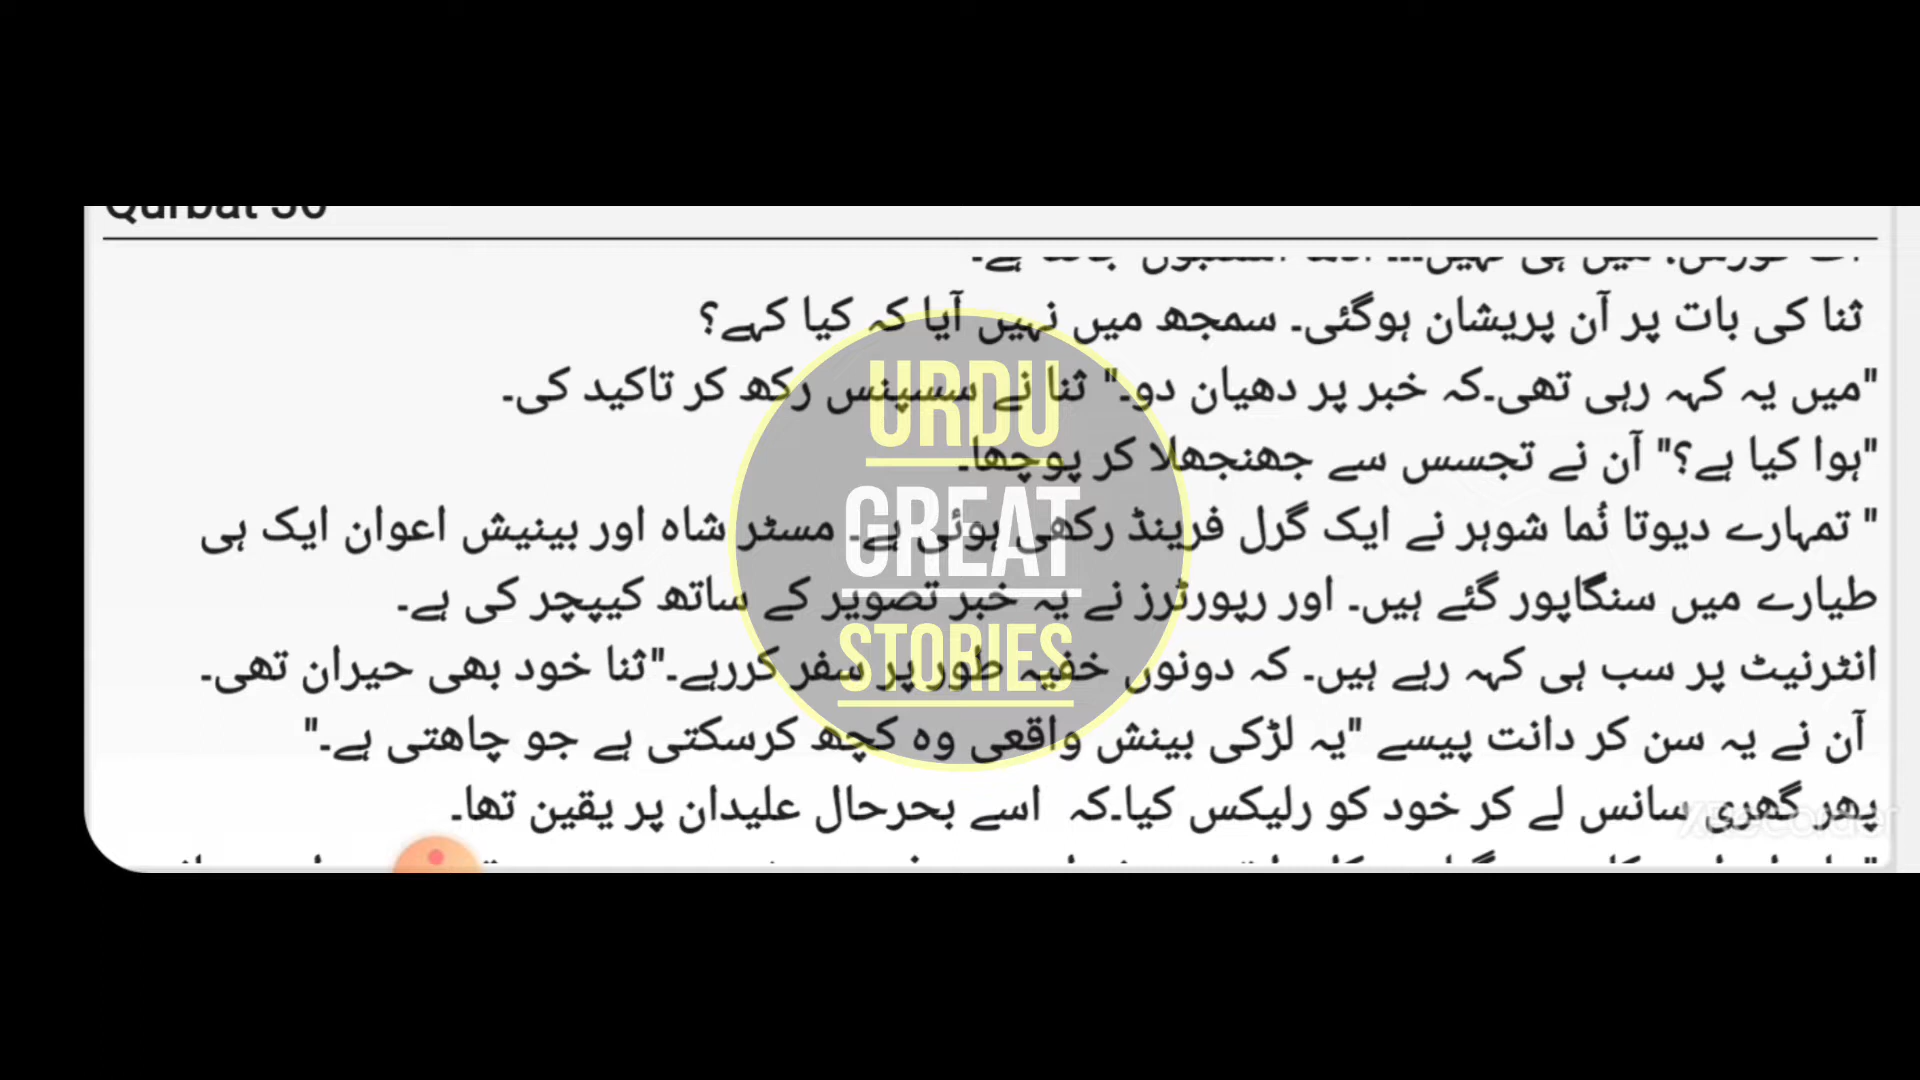 Qurbat 36
ثنا کی بات پر آن پریشان ہوگئی۔ سمجھ میں نہیں آیا کہ کیا کہے؟
"میں یہ کہہ رہی تھی۔کہ خبر پر دھیان دو۔" ثنا نے سسپنس رکھ کر تاکید کی۔
"ہوا کیا ہے؟" آن نے تجسس سے جھنجھلا کر پوچھا۔
" تمہارے دیوتا نُما شوہر نے ایک گرل فرینڈ رکھی ہوئی ہے۔ مسٹر شاہ اور بینیش اعوان ایک ہی
طیارے میں سنگاپور گئے ہیں۔ اور رپورٹرز نے یہ خبر تصویر کے ساتھ کیپچر کی ہے۔
انٹرنیٹ پر سب ہی کہہ رہے ہیں۔ کہ دونوں خفیہ طور پر سفر کررہے۔"ثنا خود بھی حیران تھی۔
آن نے یہ سن کر دانت پیسے "یہ لڑکی بینش واقعی وہ کچھ کرسکتی ہے جو چاھتی ہے۔"
پھر گھری سانس لے کر خود کو رلیکس کیا۔کہ اسے بحرحال علیدان پر یقین تھا۔
URDU
GREAT
STORIES
XRecorder